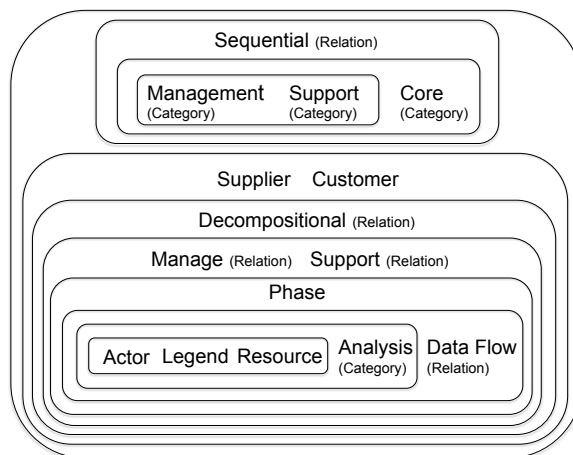 Sequential (Relation)
Management Support Core
(Category) (Category) (Category)
Supplier Customer
Decompositional (Relation)
Manage (Relation) Support (Relation)
Phase
Actor Legend Resource Analysis Data Flow
(Category) (Relation)